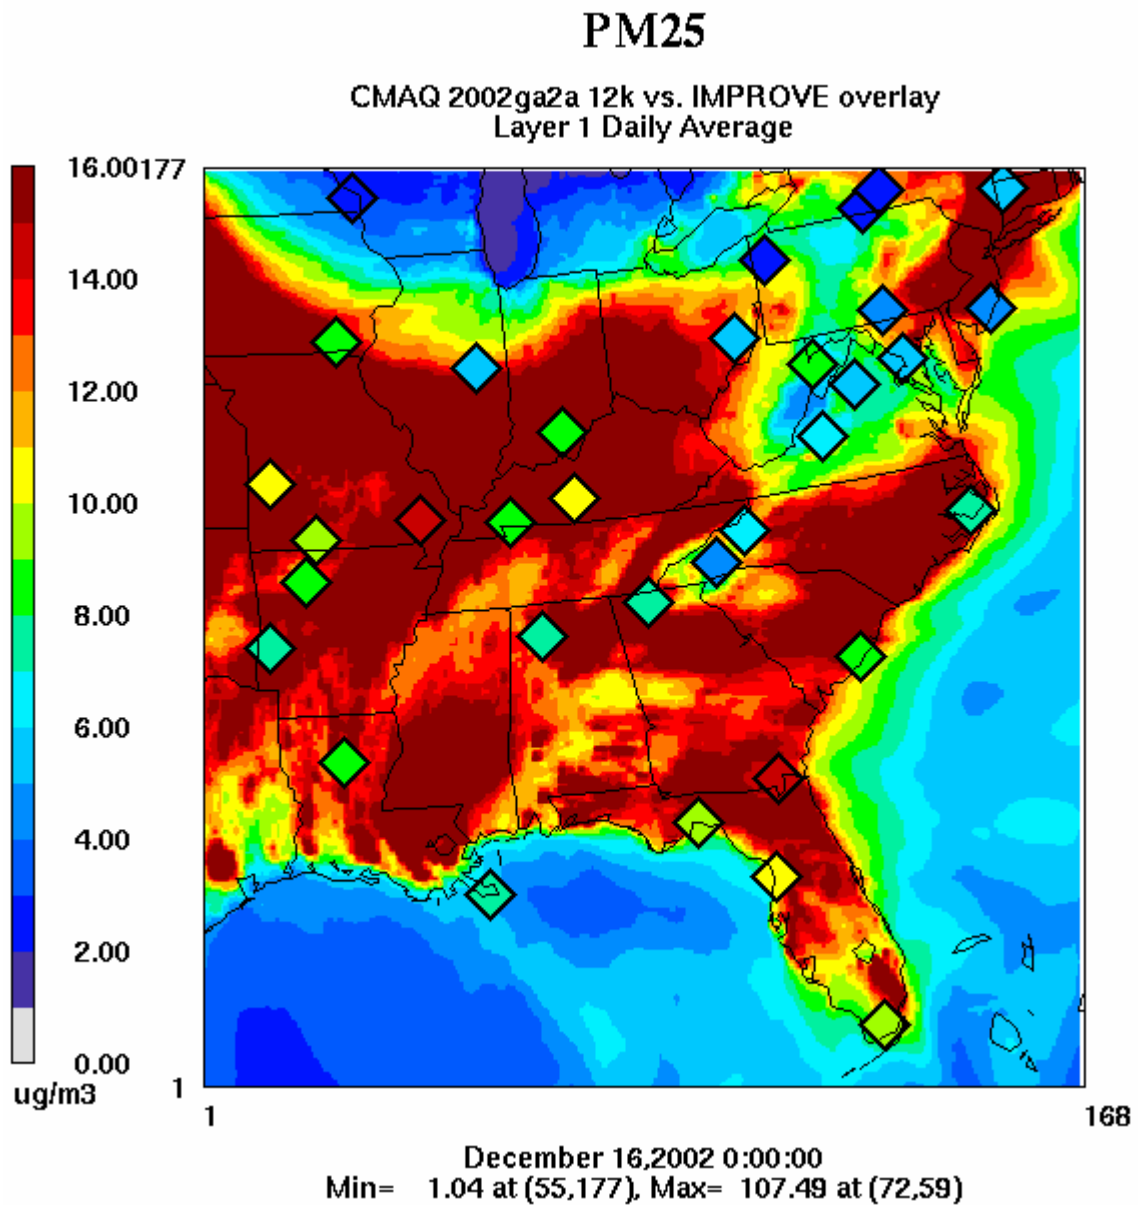 PM25
CMAQ 2002ga2a 12k vs. IMPROVE overlay
Layer 1 Daily Average
16.00
177
14.00
12.00
10.00
8.00
6.00
4.00
2.00
0.00
ug/m3
1
1
168
December 16,2002 0:00:00
Min= 1.04 at (55,177), Max= 107.49 at (72,59)